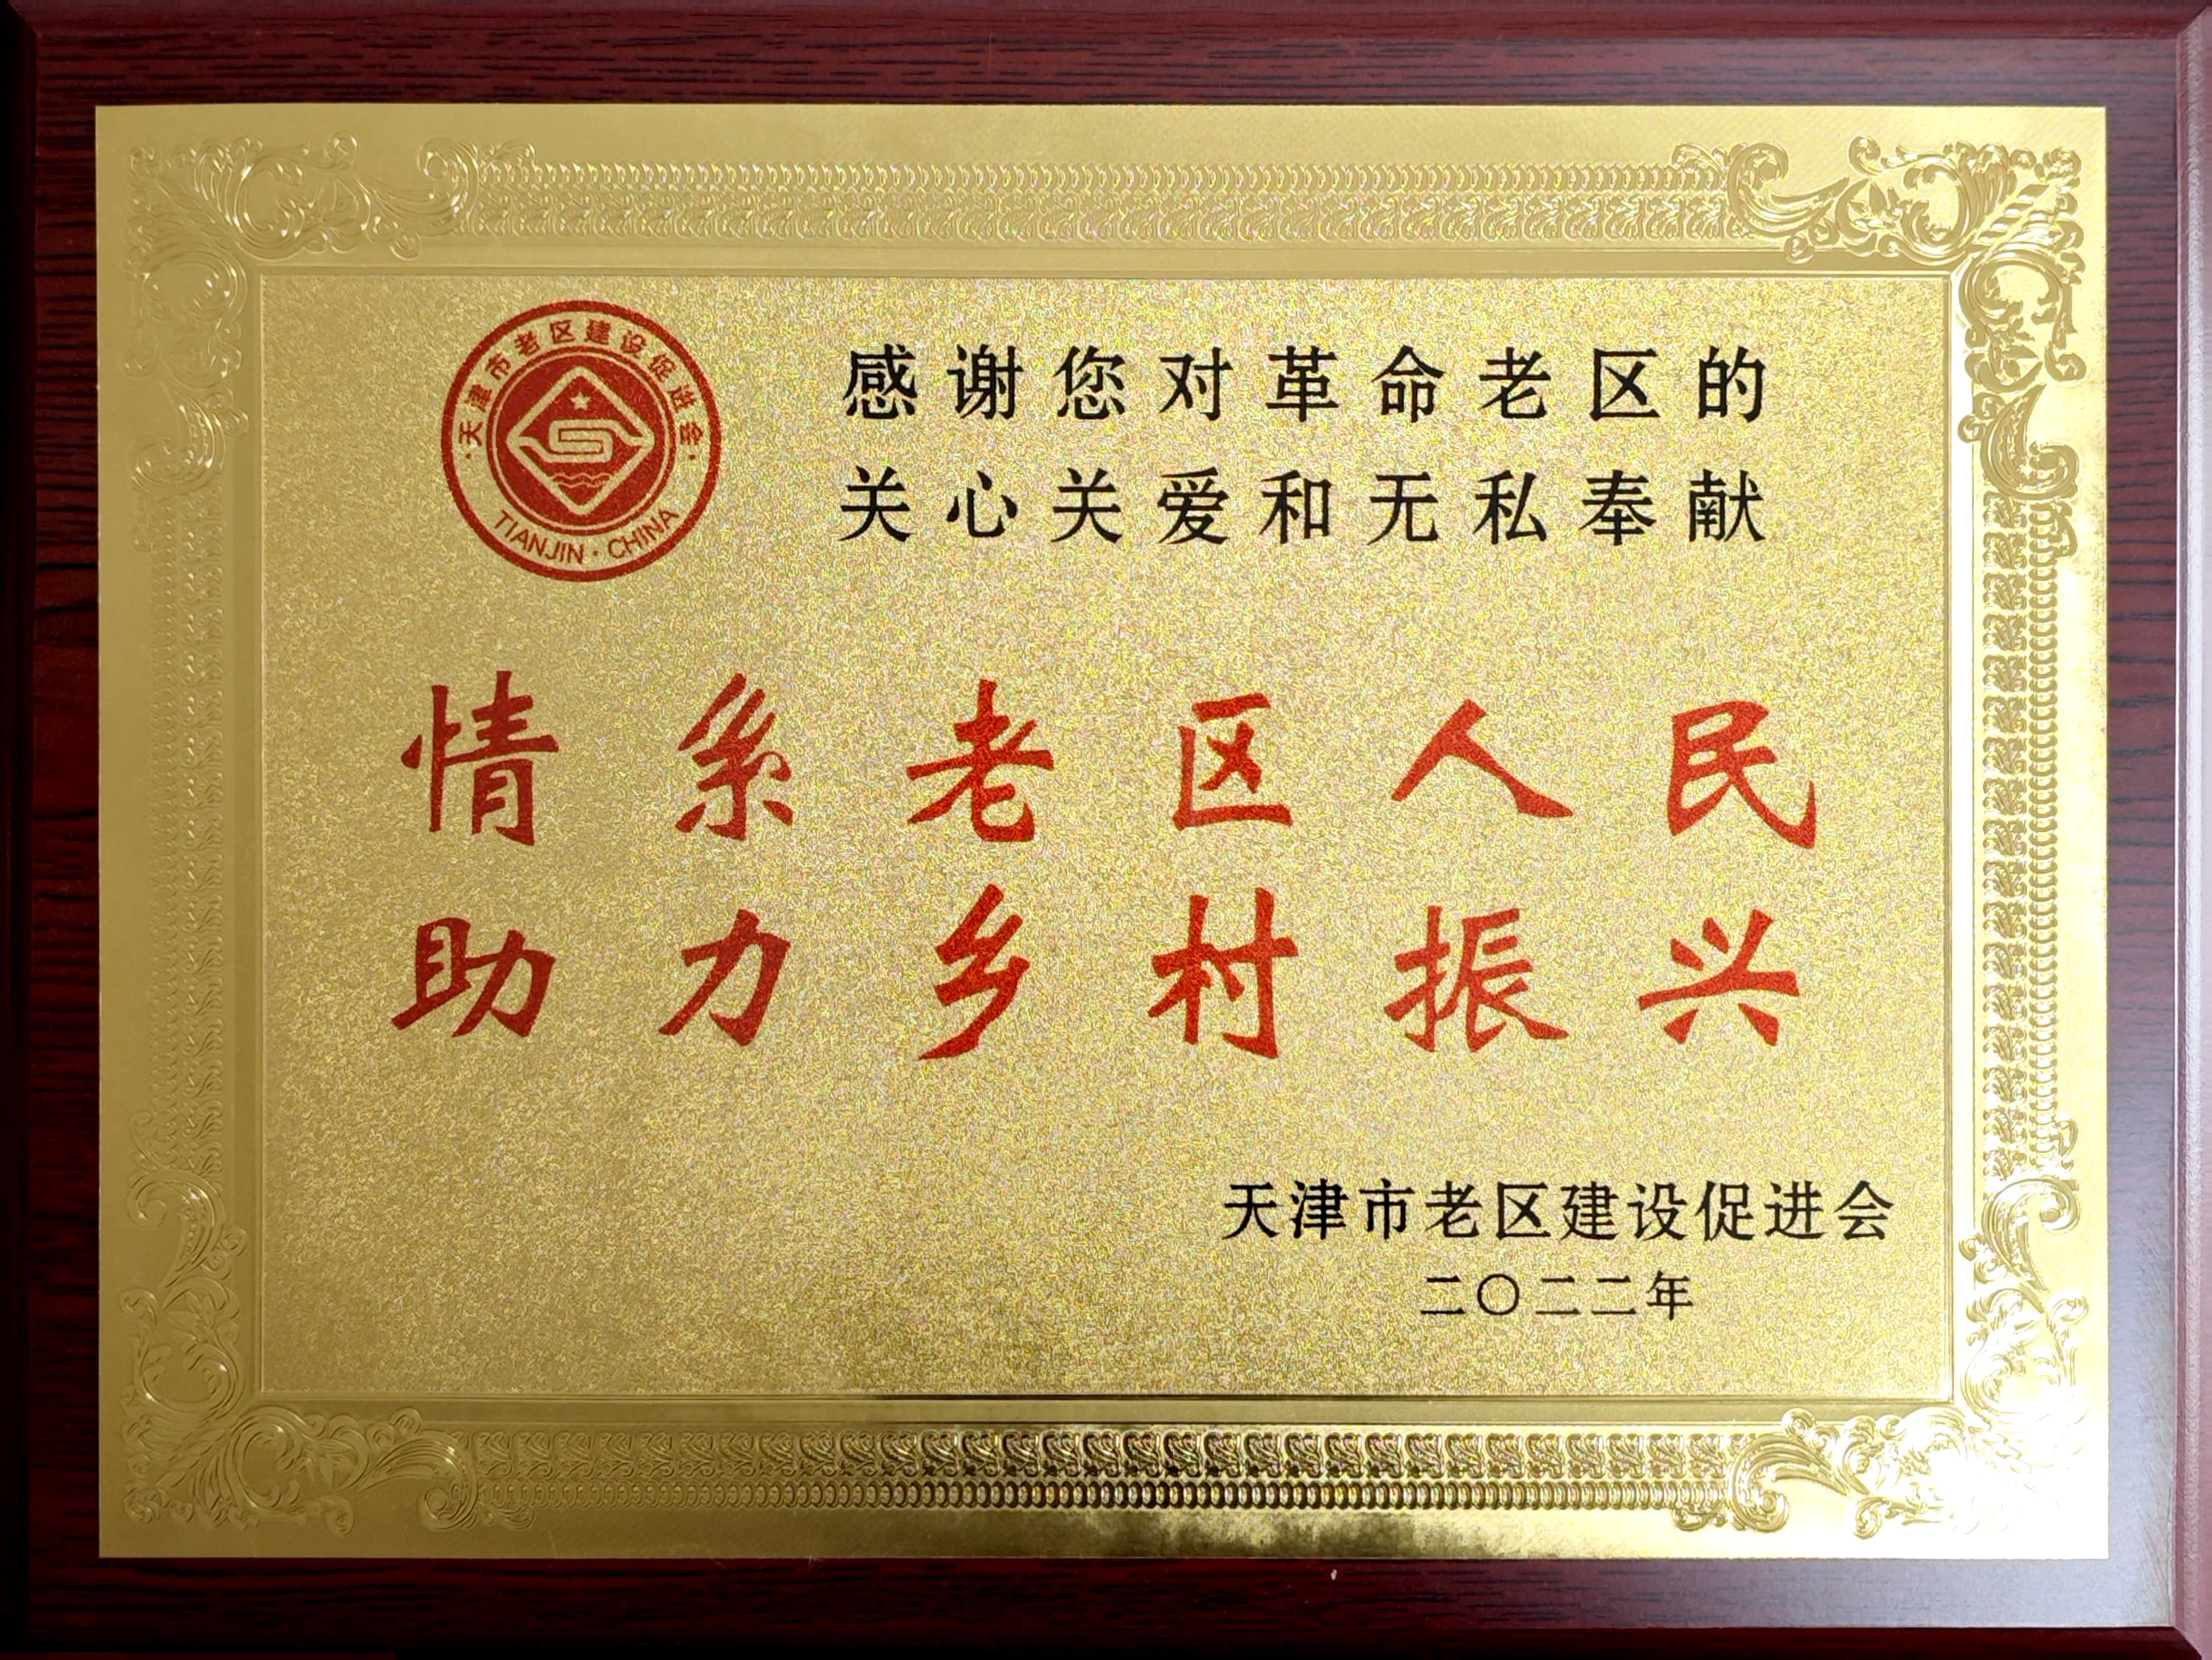 ·天津市老区建设促进会·
TIANJIN·CHINA
感谢您对革命老区的
关心关爱和无私奉献
情系老区人民
助力乡村振兴
天津市老区建设促进会
二〇二二年